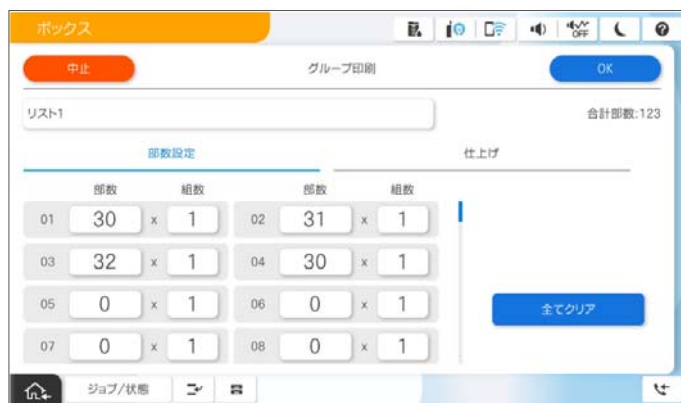 ボックス
OFF
中止 グループ印刷 OK
リスト1 合計部数:123
部数設定 仕上げ
部数 組数 部数 組数
01 30 x 1 02 31 x 1
03 32 x 1 04 30 x 1
05 0 x 1 06 0 x 1
全てクリア
07 0 x 1 08 0 x 1
ジョブ/状態